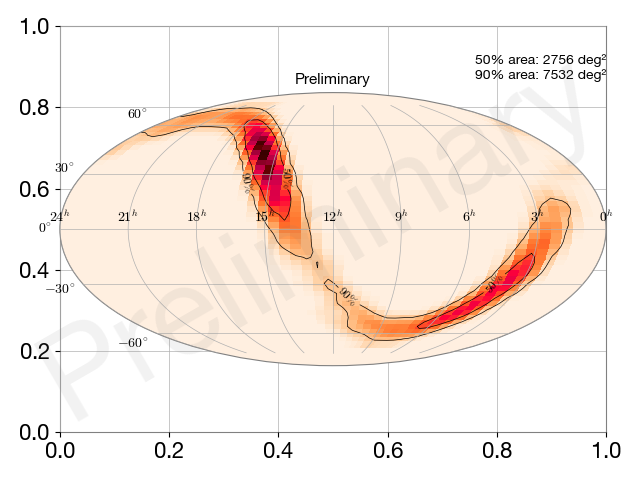 1.0
50% area: 2756 deg²
90% area: 7532 deg²
Preliminary
0.8
60°
30°
0.6
24h 21h 18h 15h 12h 9h 6h 3h 0h
0°
90%
50%
0.4
−30°
50%
90%
0.2
−60°
0.0
0.0 0.2 0.4 0.6 0.8 1.0
Preliminary